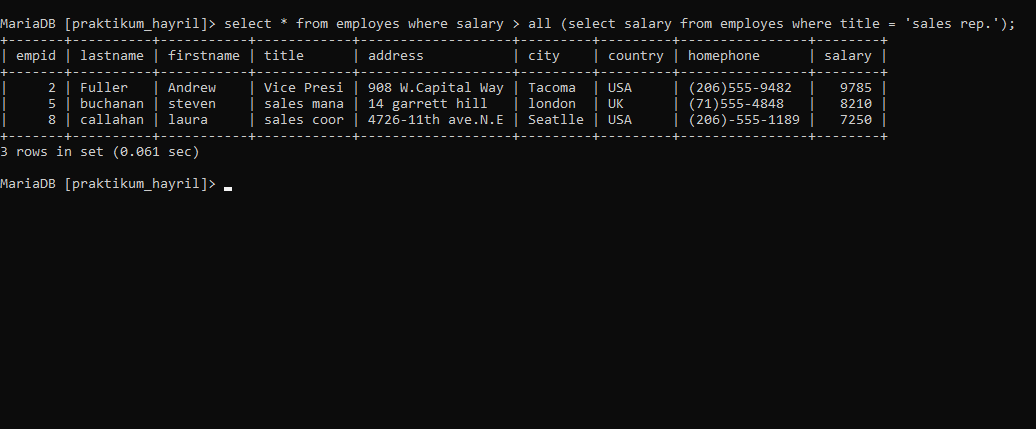 MariaDB [praktikum_hayril]> select * from employes where salary > all (select salary from employes where title = 'sales rep.');
+-------+----------+-----------+------------+-------------------+---------+---------+----------------+--------+
| empid | lastname | firstname | title      | address           | city    | country | homephone      | salary |
+-------+----------+-----------+------------+-------------------+---------+---------+----------------+--------+
|     2 | Fuller   | Andrew    | Vice Presi | 908 W.Capital Way | Tacoma  | USA     | (206)555-9482  |   9785 |
|     5 | buchanan | steven    | sales mana | 14 garrett hill   | london  | UK      | (71)555-4848   |   8210 |
|     8 | callahan | laura     | sales coor | 4726-11th ave.N.E | Seatlle | USA     | (206)-555-1189 |   7250 |
+-------+----------+-----------+------------+-------------------+---------+---------+----------------+--------+
3 rows in set (0.061 sec)
MariaDB [praktikum_hayril]>